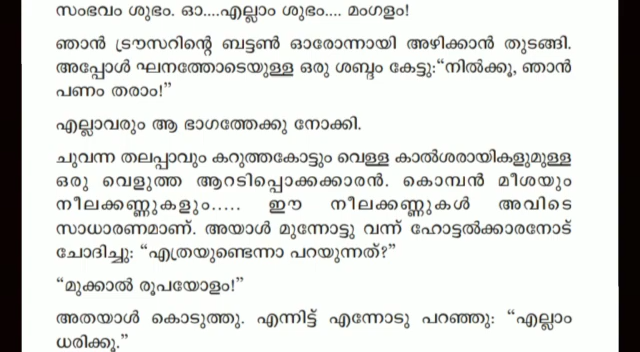 സംഭവം ശുഭം. ഓ....എല്ലാം ശുഭം.... മംഗളം!
ഞാൻ ട്രൗസറിന്റെ ബട്ടൺ ഓരോന്നായി അഴിക്കാൻ തുടങ്ങി.
അപ്പോൾ ഘനത്തോടെയുള്ള ഒരു ശബ്ദം കേട്ടു:“നിൽക്കൂ, ഞാൻ
പണം തരാം!”
എല്ലാവരും ആ ഭാഗത്തേക്കു നോക്കി.
ചുവന്ന തലപ്പാവും കറുത്തകോട്ടും വെള്ള കാൽശരായികളുമുള്ള
ഒരു വെളുത്ത ആറടിപ്പൊക്കക്കാരൻ. കൊമ്പൻ മീശയും
നീലക്കണ്ണുകളും..... ഈ നീലക്കണ്ണുകൾ അവിടെ
സാധാരണമാണ്. അയാൾ മുന്നോട്ടു വന്ന് ഹോട്ടൽക്കാരനോട്
ചോദിച്ചു: “എത്രയുണ്ടെന്നാ പറയുന്നത്?”
“മുക്കാൽ രൂപയോളം!”
അതയാൾ കൊടുത്തു. എന്നിട്ട് എന്നോടു പറഞ്ഞു: “എല്ലാം
ധരിക്കൂ.”